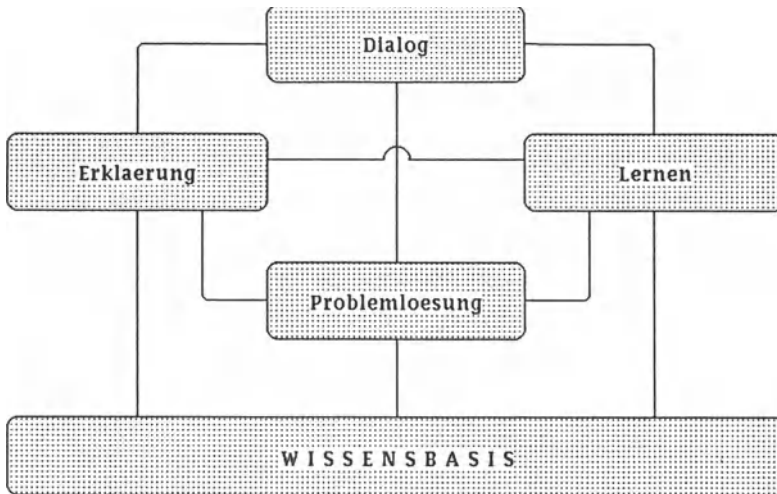 Dialog
Erklaerung
Lernen
Problemloesung
WISSENSBASIS